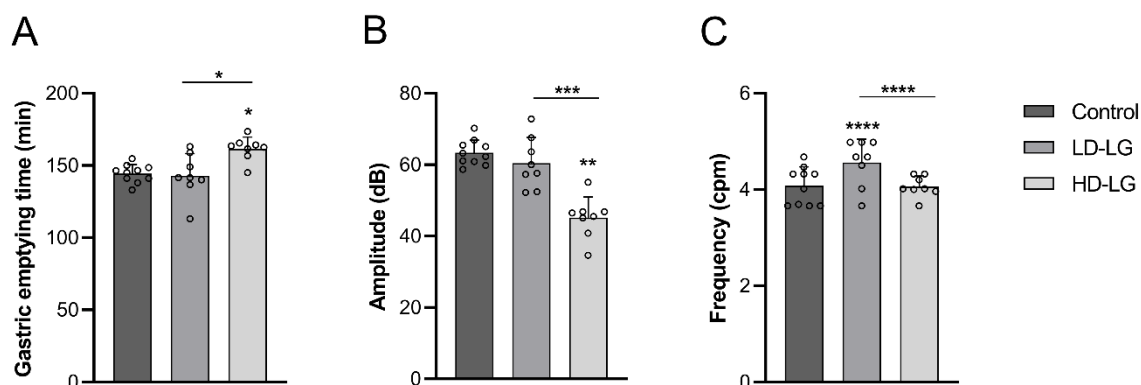 A
B
C
Gastric emptying time (min)
200
150
100
50
0
*
*
Amplitude (dB)
80
60
40
20
0
***
**
Frequency (cpm)
6
4
2
0
****
****
Control
LD-LG
HD-LG